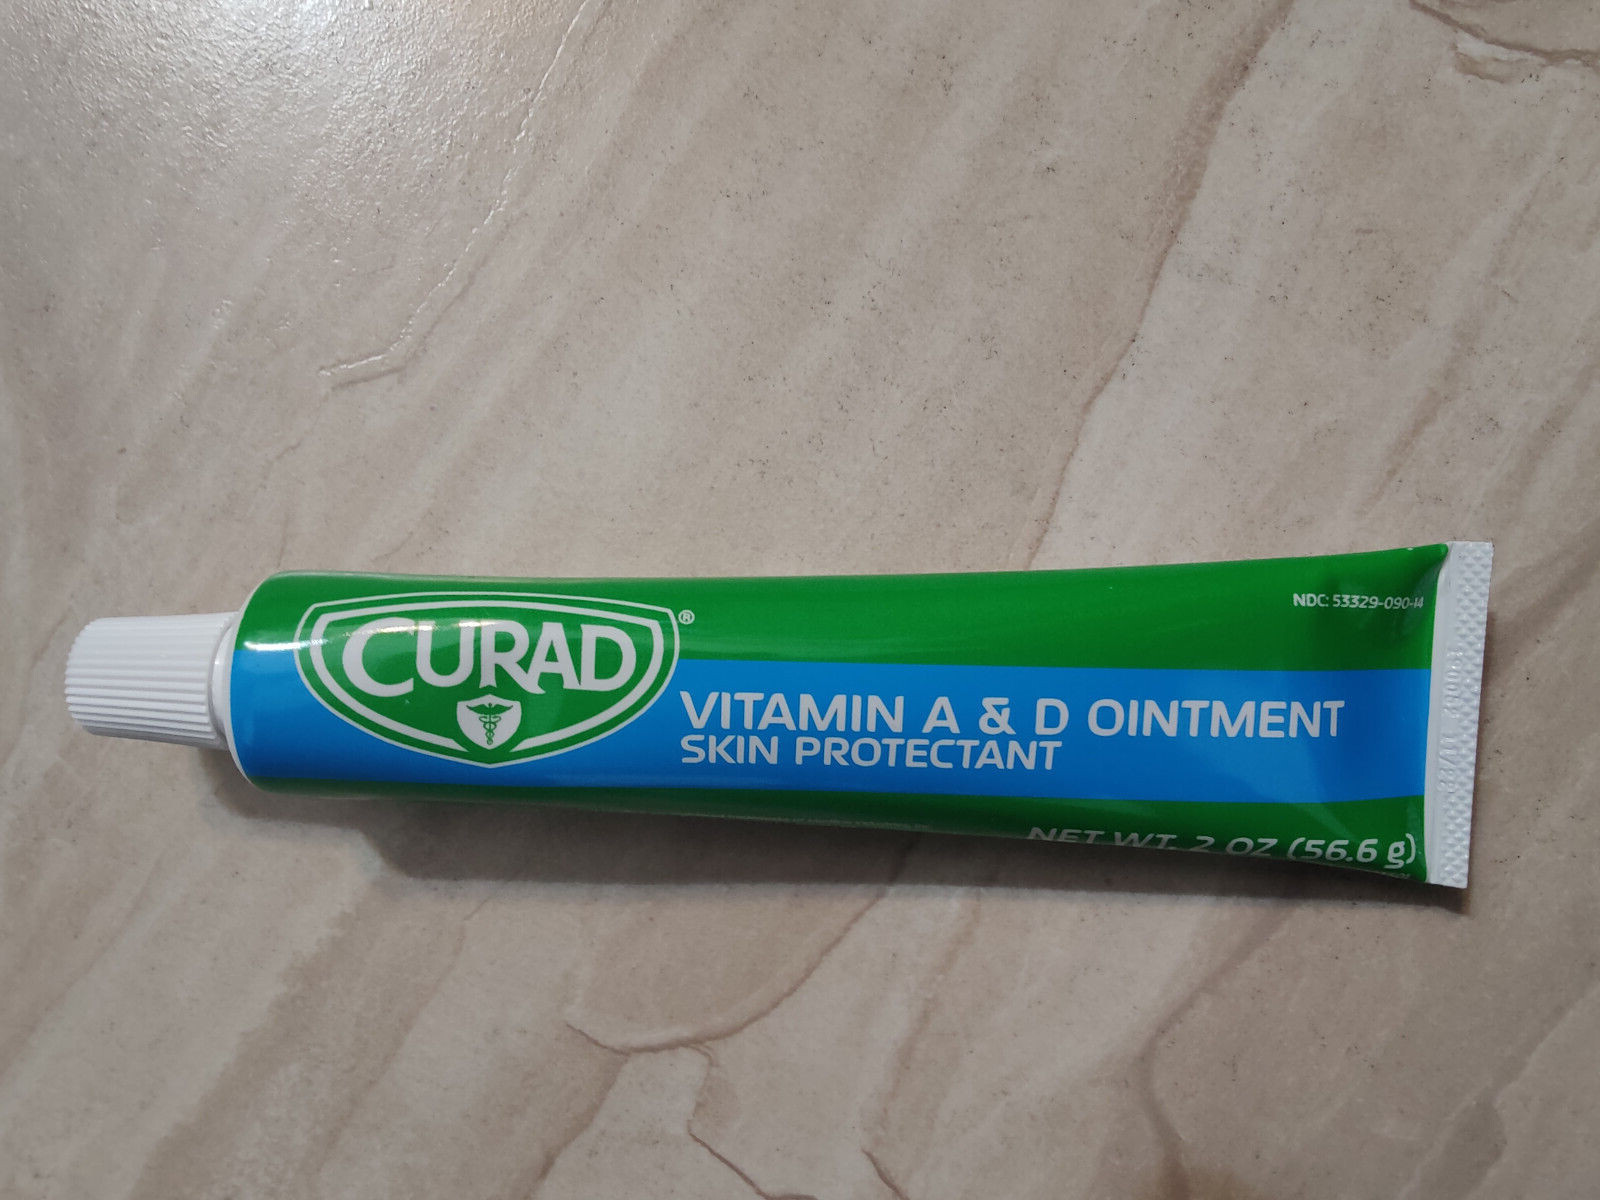 CURAD®
NDC: 53329-090-14
VITAMIN A & D OINTMENT
SKIN PROTECTANT
NET WT. 2 OZ (56.6 g)